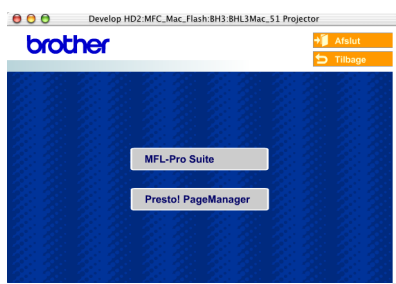 Develop HD2:MFC_Mac_Flash:BH3:BHL3Mac_51 Projector
brother
Afslut
Tilbage
MFL-Pro Suite
Presto! PageManager